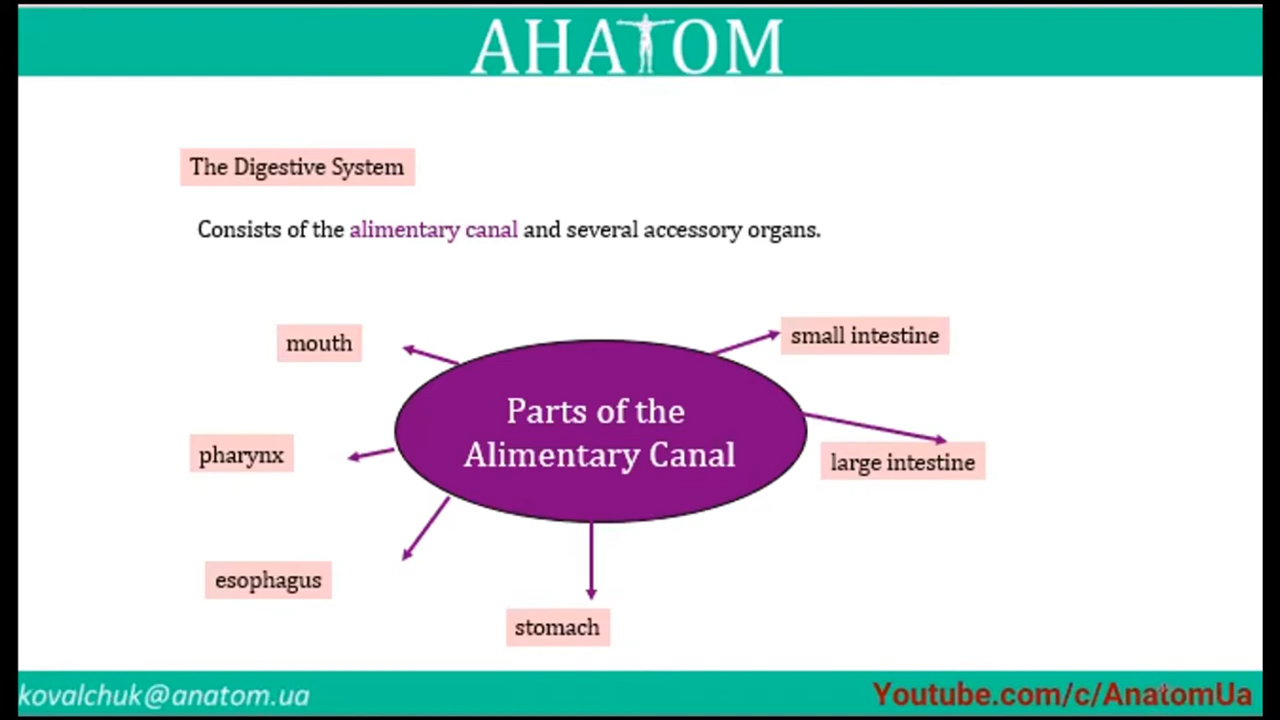 AHATOM
The Digestive System
Consists of the alimentary canal and several accessory organs.
mouth
small intestine
Parts of the
Alimentary Canal
pharynx
large intestine
esophagus
stomach
kovalchuk@anatom.ua
Youtube.com/c/AnatomUa